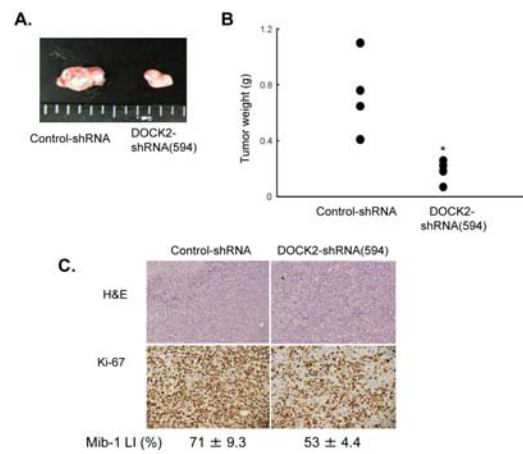 A.
Control-shRNA
DOCK2-
shRNA(594)
B
Tumor weight (g)
1.2
0.8
0.4
0
*
Control-shRNA
DOCK2-
shRNA(594)
C.
Control-shRNA
DOCK2-shRNA(594)
H&E
Ki-67
Mib-1 LI (%)
71 ± 9.3
53 ± 4.4